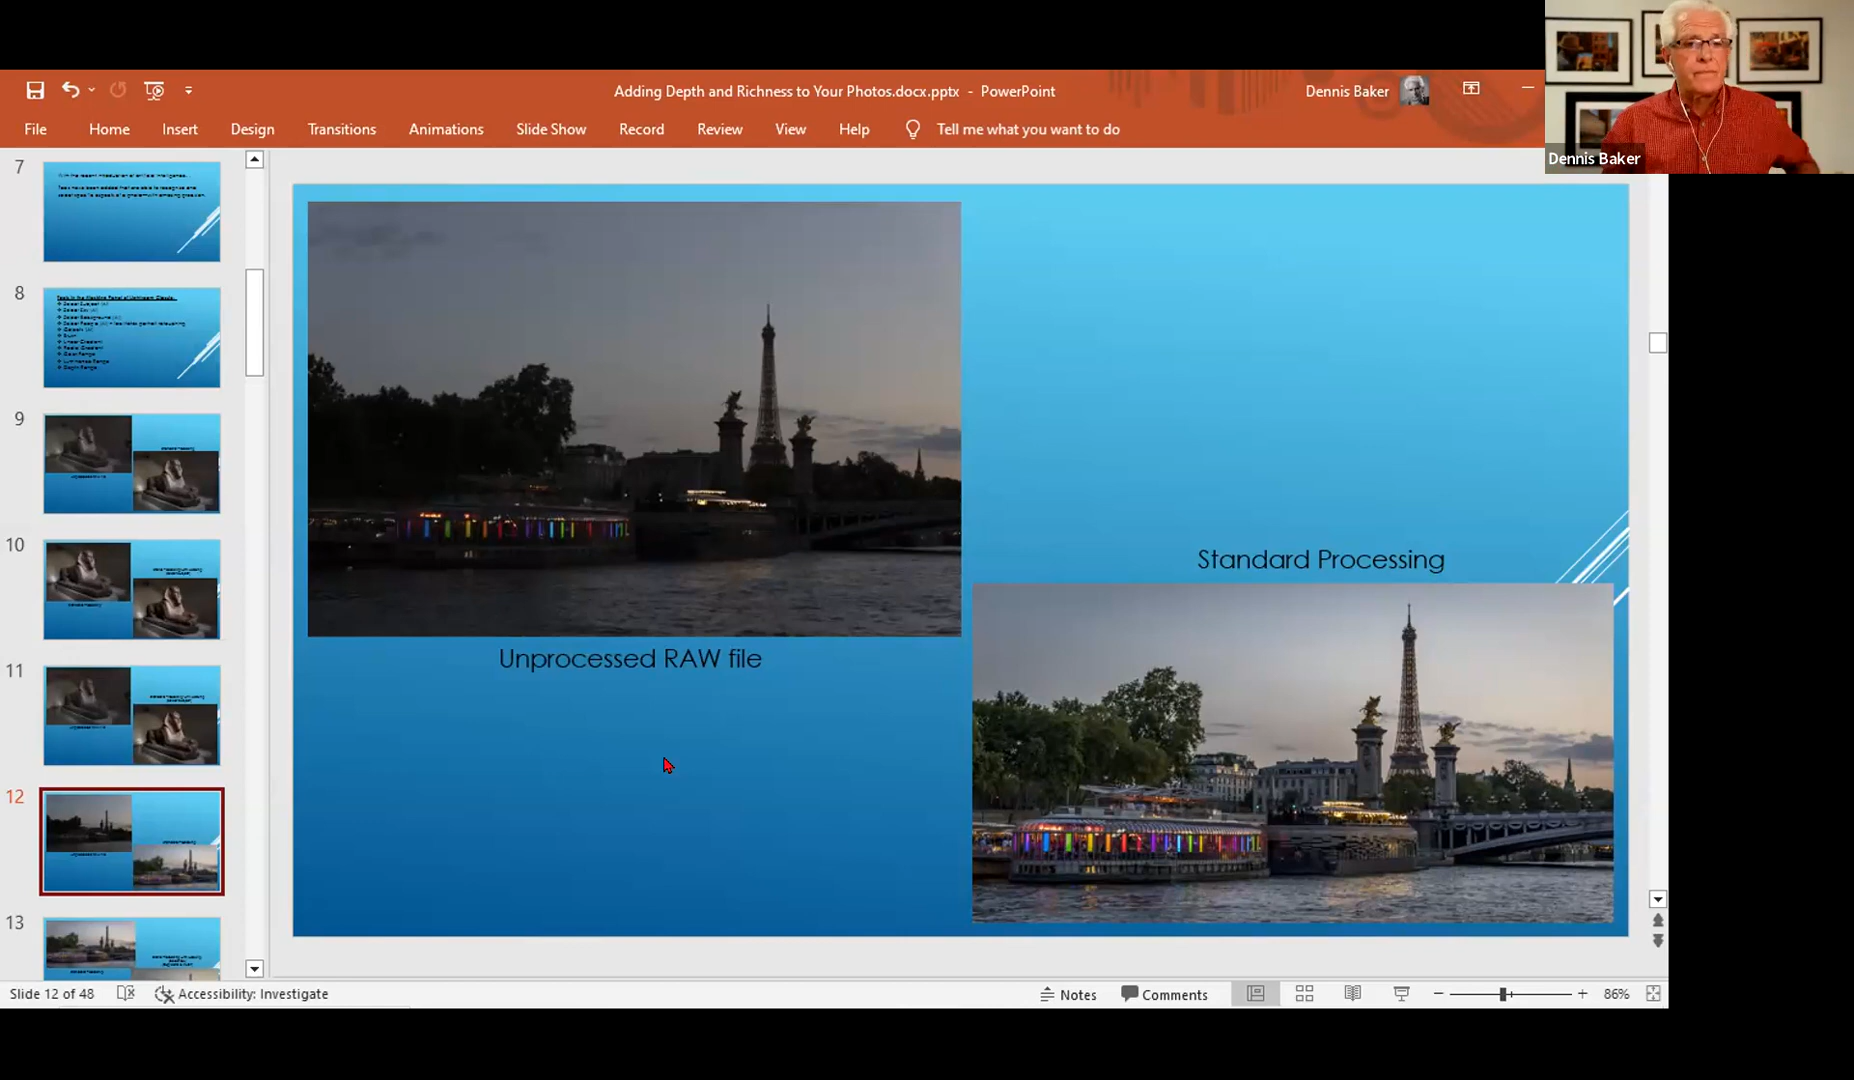 Adding Depth and Richness to Your Photos.docx.pptx - PowerPoint
Dennis Baker
File Home Insert Design Transitions Animations Slide Show Record Review View Help Tell me what you want to do
Dennis Baker
7
8
9
10
11
12
13
Unprocessed RAW file
Standard Processing
Slide 12 of 48
Accessibility: Investigate
Notes
Comments
86%